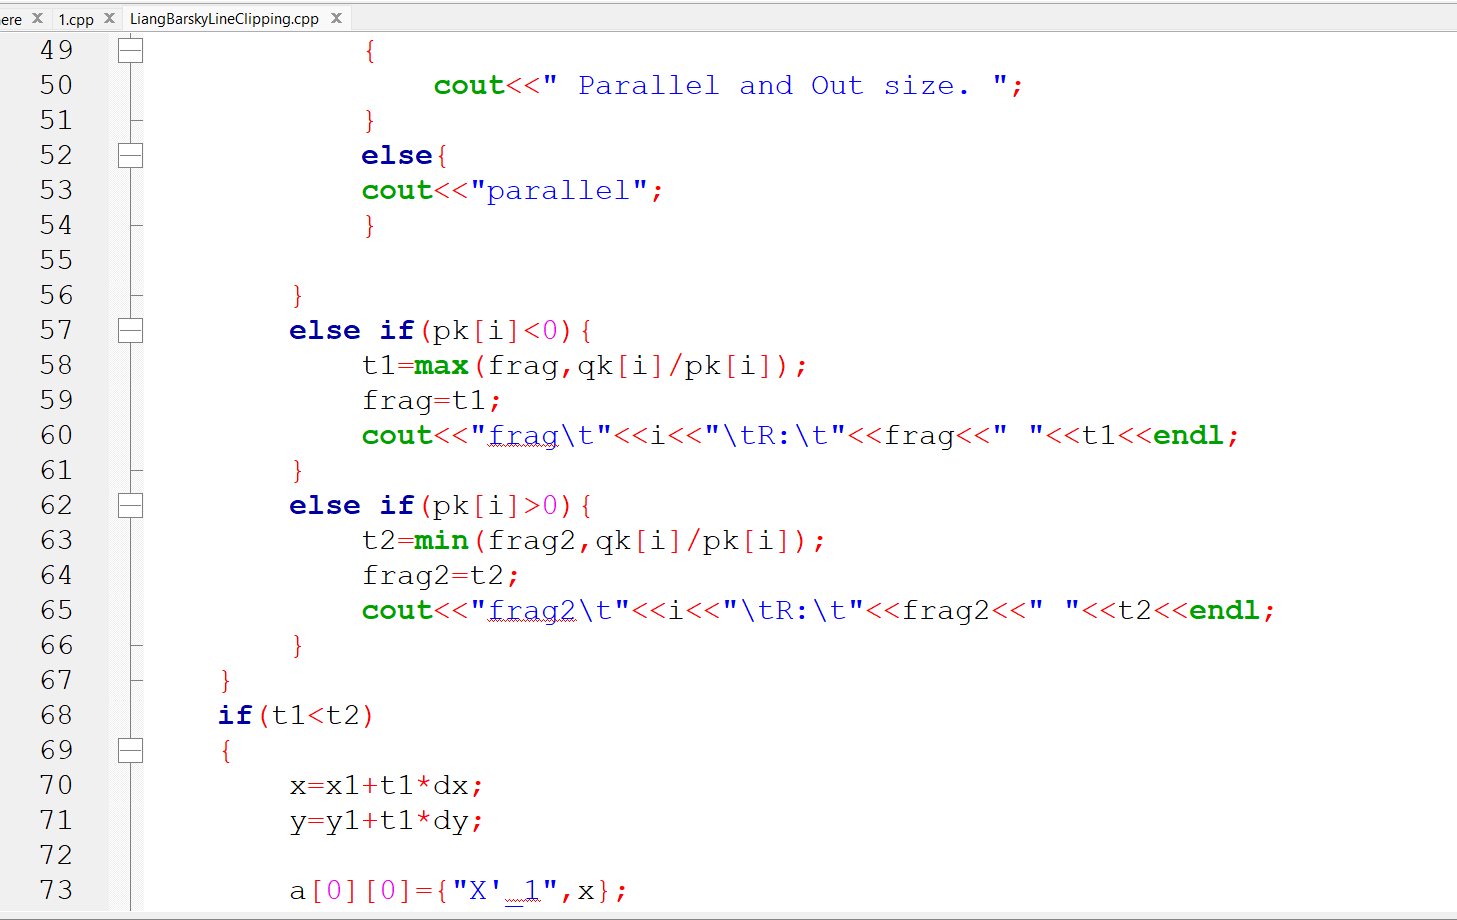 ere 1.cpp LiangBarskyLineClipping.cpp
49 {
50 cout<<" Parallel and Out size. ";
51 }
52 else{
53 cout<<"parallel";
54 }
55
56 }
57 else if(pk[i]<0){
58 t1=max(frag,qk[i]/pk[i]);
59 frag=t1;
60 cout<<"frag\t"<<i<<"\tR:\t"<<frag<<" "<<t1<<endl;
61 }
62 else if(pk[i]>0){
63 t2=min(frag2,qk[i]/pk[i]);
64 frag2=t2;
65 cout<<"frag2\t"<<i<<"\tR:\t"<<frag2<<" "<<t2<<endl;
66 }
67 }
68 if(t1<t2)
69 {
70 x=x1+t1*dx;
71 y=y1+t1*dy;
72
73 a[0][0]={"X'_1",x};